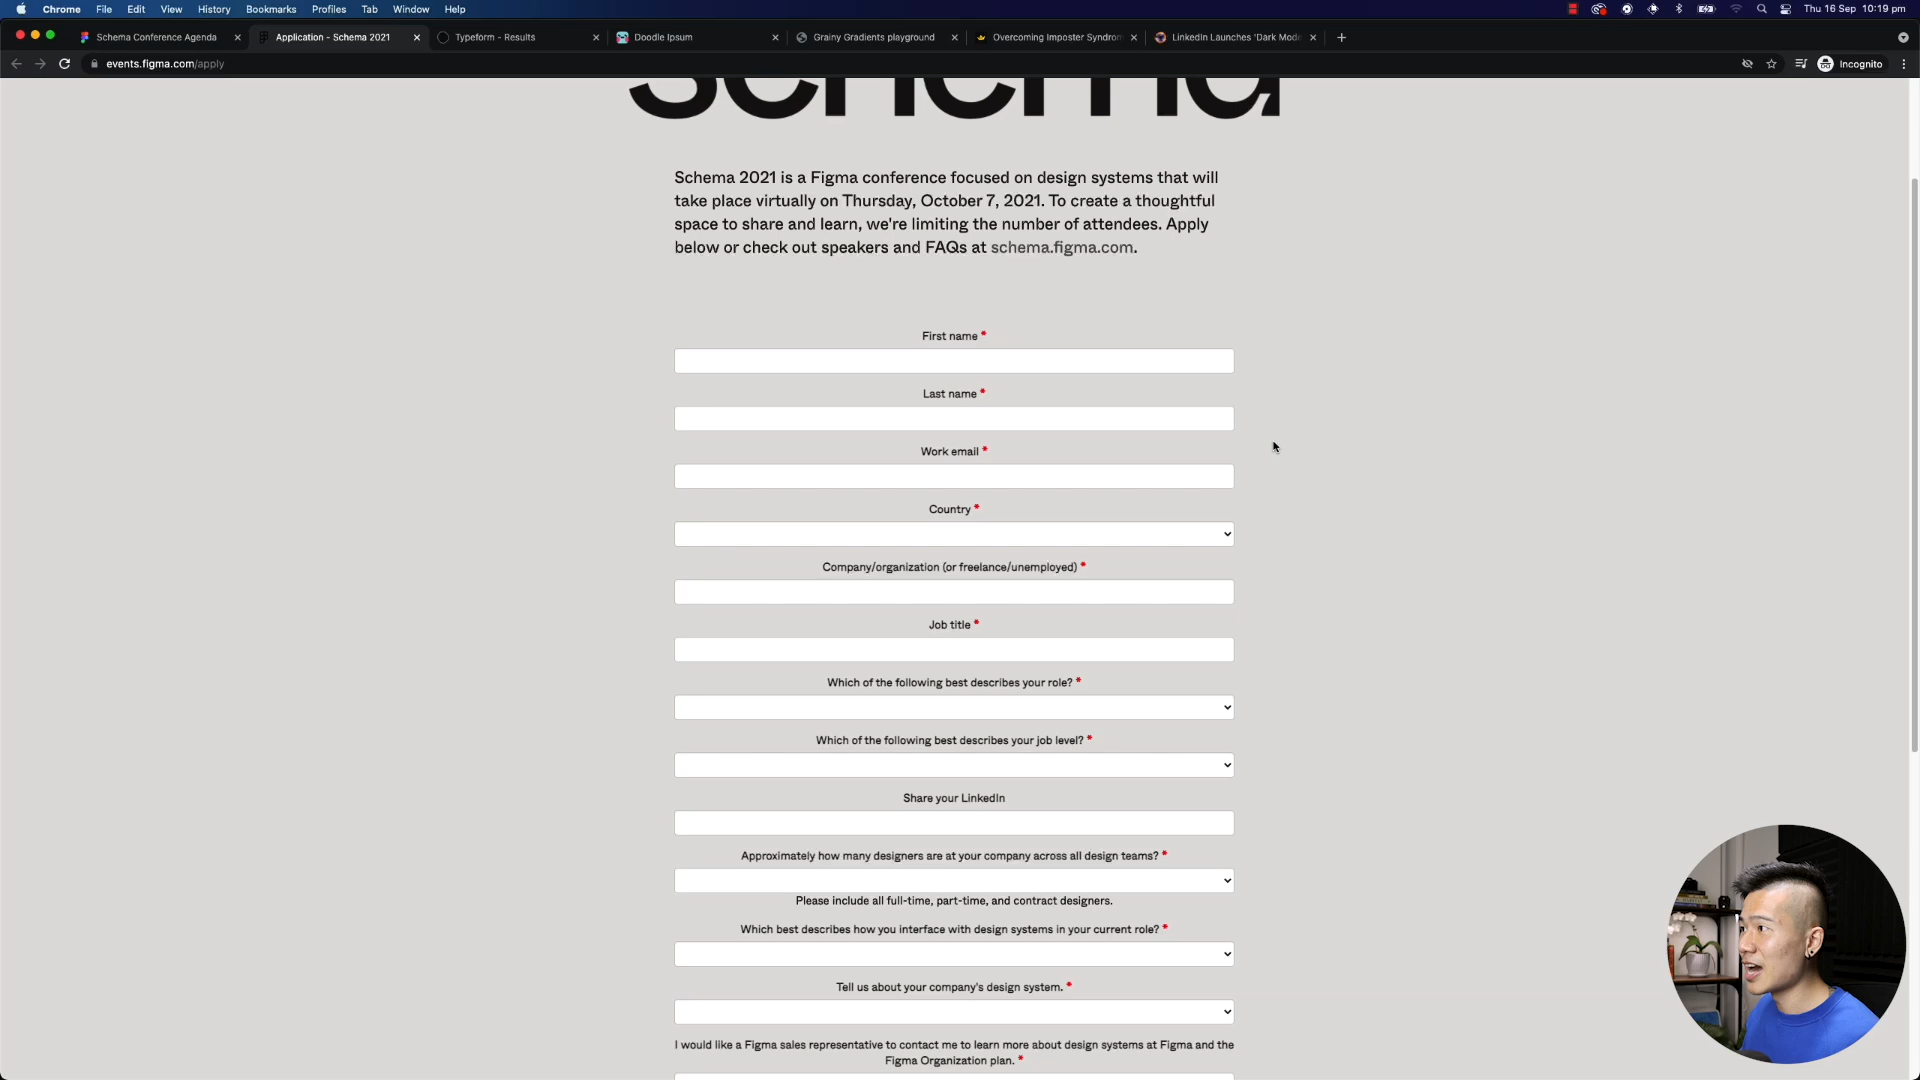 Chrome File Edit View History Bookmarks Profiles Tab Window Help
Thu 16 Sep 10:19 pm
Schema Conference Agenda
Application - Schema 2021
Typeform - Results
Doodle Ipsum
Grainy Gradients playground
Overcoming Imposter Syndrom
LinkedIn Launches 'Dark Mode
events.figma.com/apply
Incognito
schema
Schema 2021 is a Figma conference focused on design systems that will
take place virtually on Thursday, October 7, 2021. To create a thoughtful
space to share and learn, we're limiting the number of attendees. Apply
below or check out speakers and FAQs at schema.figma.com.
First name *
Last name *
Work email *
Country *
Company/organization (or freelance/unemployed) *
Job title *
Which of the following best describes your role? *
Which of the following best describes your job level? *
Share your LinkedIn
Approximately how many designers are at your company across all design teams? *
Please include all full-time, part-time, and contract designers.
Which best describes how you interface with design systems in your current role? *
Tell us about your company's design system. *
I would like a Figma sales representative to contact me to learn more about design systems at Figma and the
Figma Organization plan. *